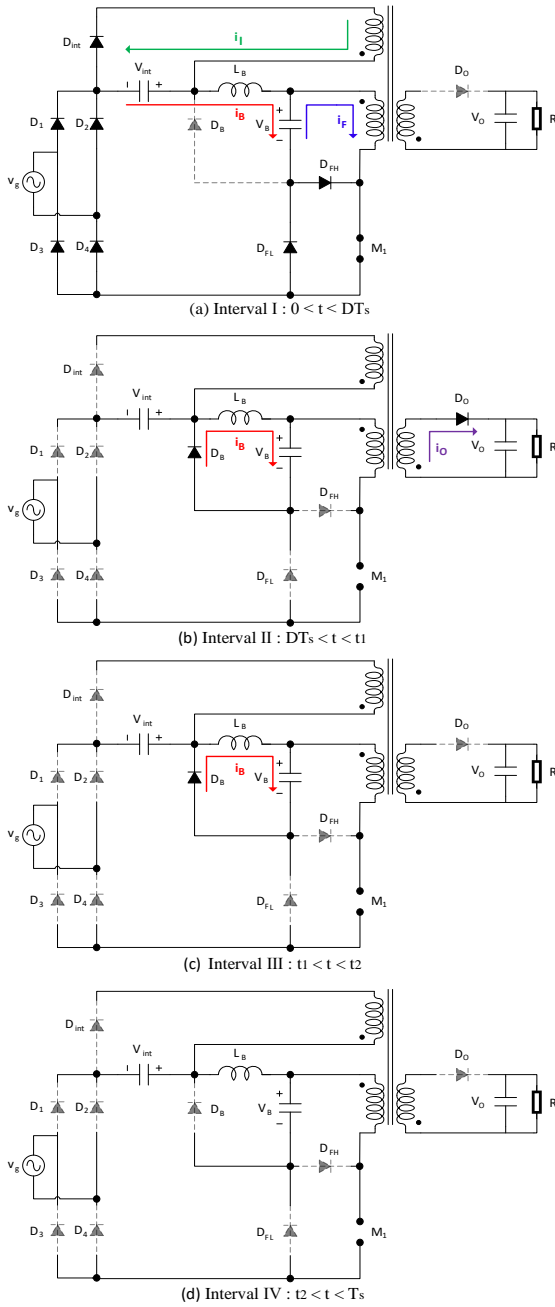 i_I
D_int
V_int
L_B
D_O
D_1
D_2
i_B
D_B
V_B
i_F
V_O
R
v_g
D_FH
D_3
D_4
D_FL
M_1
(a) Interval I : 0 < t < DTs
D_int
V_int
L_B
D_O
D_1
D_2
D_B
i_B
V_B
i_O
V_O
R
v_g
D_FH
D_3
D_4
D_FL
M_1
(b) Interval II : DTs < t < t1
D_int
V_int
L_B
D_O
D_1
D_2
D_B
i_B
V_B
V_O
R
v_g
D_FH
D_3
D_4
D_FL
M_1
(c) Interval III : t1 < t < t2
D_int
V_int
L_B
D_O
D_1
D_2
D_B
V_B
V_O
R
v_g
D_FH
D_3
D_4
D_FL
M_1
(d) Interval IV : t2 < t < Ts